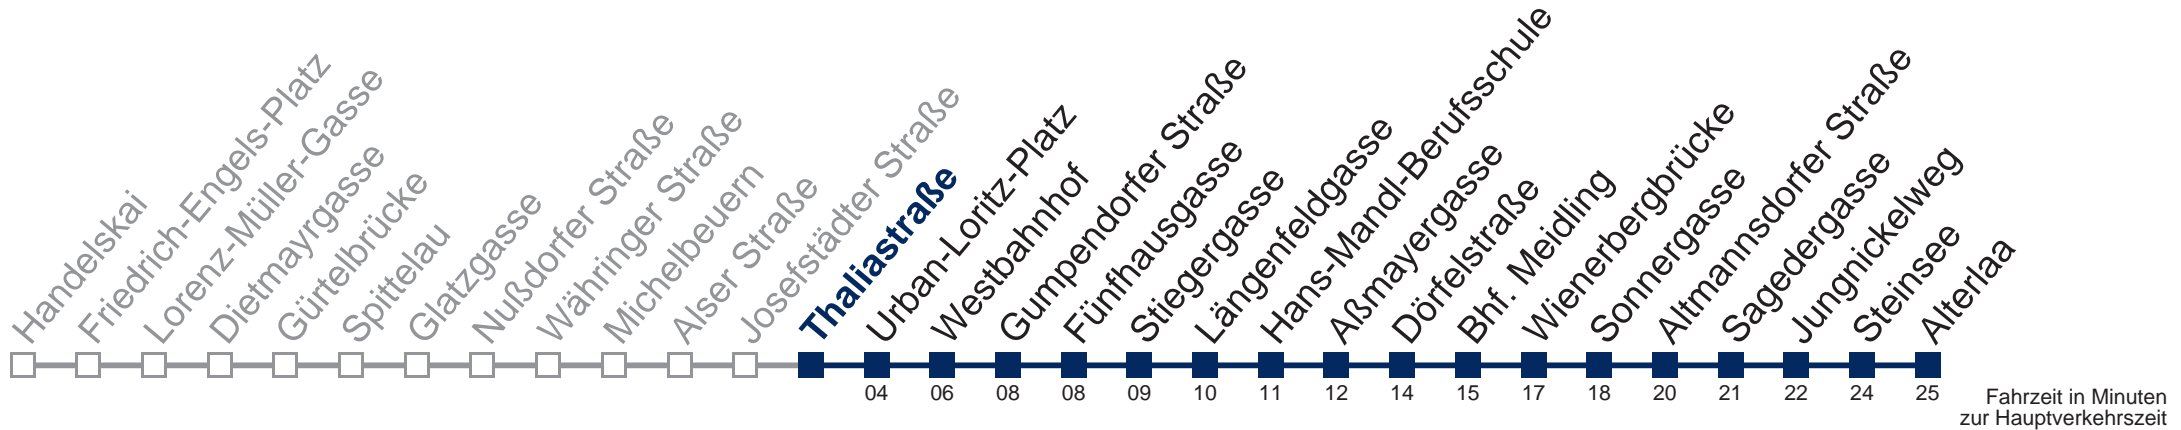 Handelskai
Friedrich-Engels-Platz
Lorenz-Müller-Gasse
Dietmayrgasse
Gürtelbrücke
Spittelau
Glatzgasse
Nußdorfer Straße
Währinger Straße
Michelbeuern
Alser Straße
Josefstädter Straße
Thaliastraße
Urban-Loritz-Platz
Westbahnhof
Gumpendorfer Straße
Fünfhausgasse
Stiegergasse
Längenfeldgasse
Hans-Mandl-Berufsschule
Aßmayergasse
Dörfelstraße
Bhf. Meidling
Wienerbergbrücke
Sonnergasse
Altmannsdorfer Straße
Sagedergasse
Jungnickelweg
Steinsee
Alterlaa
04 06 08 08 09 10 11 12 14 15 17 18 20 21 22 24 25
Fahrzeit in Minuten
zur Hauptverkehrszeit